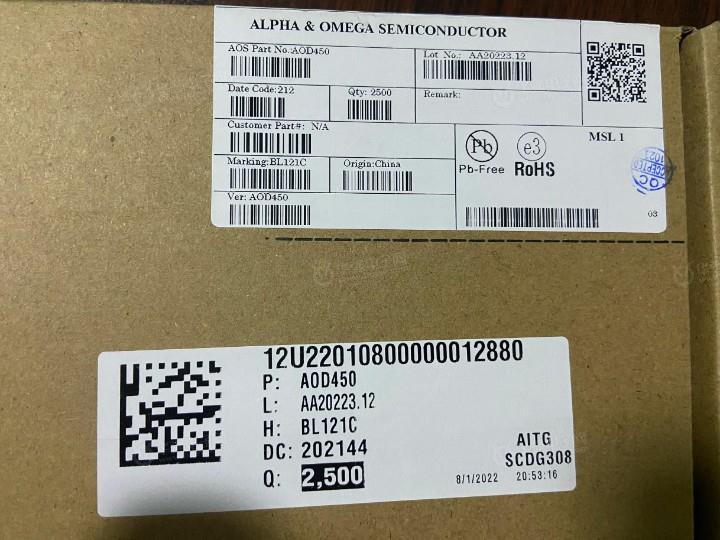 ALPHA & OMEGA SEMICONDUCTOR
AOS Part No.:AOD450
Lot No.: AA20223.12
Date Code:212
Qty: 2500
Remark:
Customer Part#: N/A
Marking:BL121C
Origin:China
Ver: AOD450
Pb
e3
MSL 1
Pb-Free
RoHS
QC
ACCEPTED
03
12U22010800000012880
P: AOD450
L: AA20223.12
H: BL121C
DC: 202144
Q: 2,500
AITG
SCDG308
8/1/2022 20:53:16